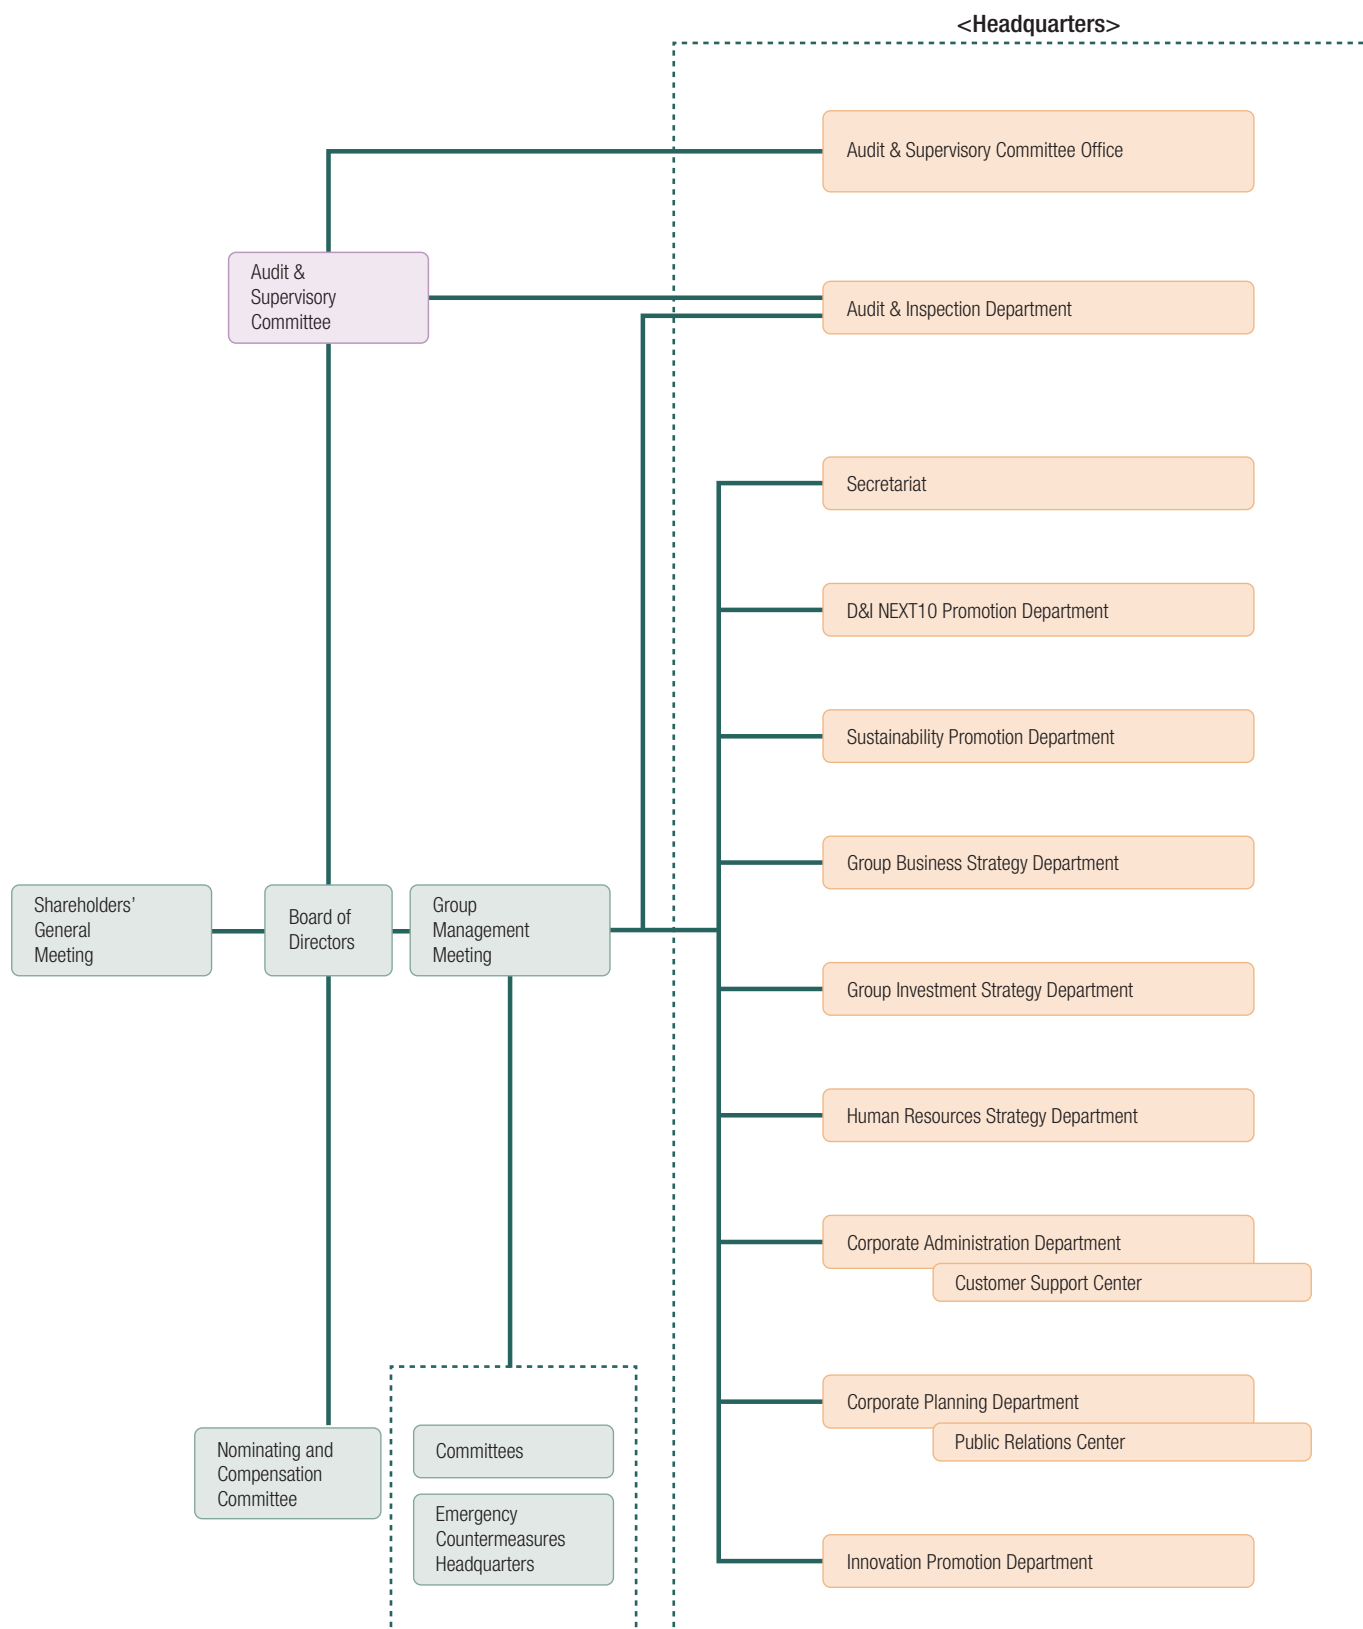 <Headquarters>
Audit & Supervisory Committee Office
Audit &
Supervisory
Committee
Audit & Inspection Department
Secretariat
D&I NEXT10 Promotion Department
Sustainability Promotion Department
Group Business Strategy Department
Shareholders’
General
Meeting
Board of
Directors
Group
Management
Meeting
Group Investment Strategy Department
Human Resources Strategy Department
Corporate Administration Department
Customer Support Center
Corporate Planning Department
Public Relations Center
Nominating and
Compensation
Committee
Committees
Emergency
Countermeasures
Headquarters
Innovation Promotion Department